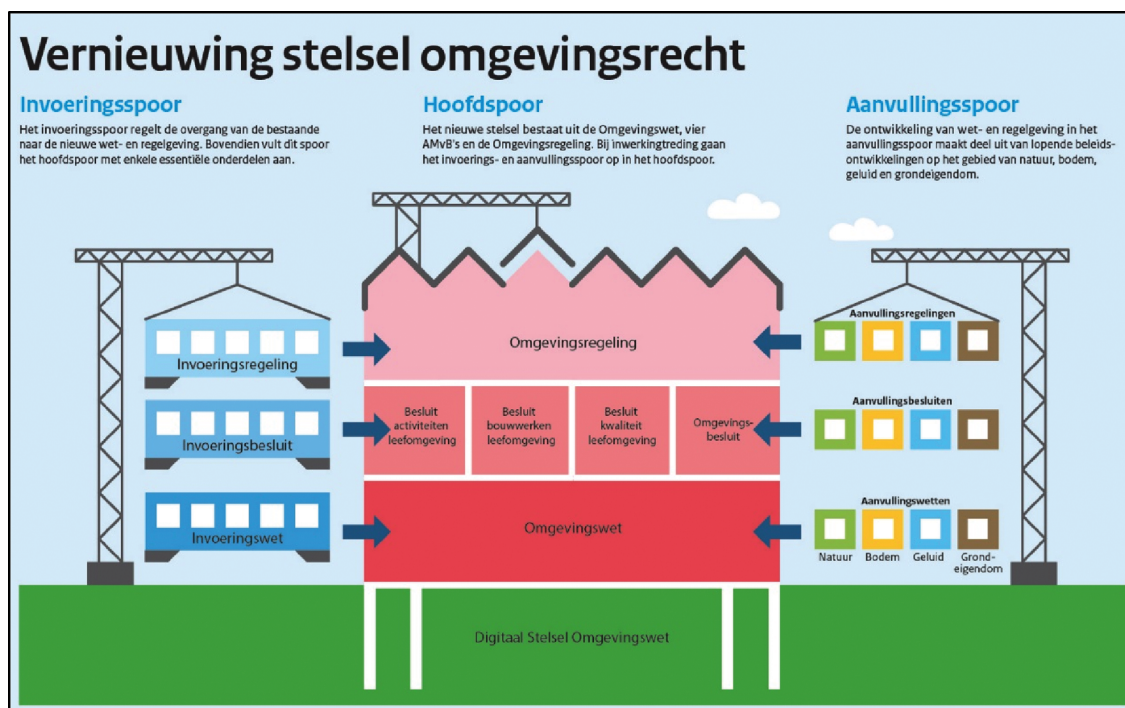 Vernieuwing stelsel omgevingsrecht
Invoeringsspoor
Het invoeringsspoor regelt de overgang van de bestaande
naar de nieuwe wet- en regelgeving. Bovendien vult dit spoor
het hoofdspoor met enkele essentiële onderdelen aan.
Hoofdspoor
Het nieuwe stelsel bestaat uit de Omgevingswet, vier
AMvB's en de Omgevingsregeling. Bij inwerkingtreding gaan
het invoerings- en aanvullingsspoor op in het hoofdspoor.
Aanvullingsspoor
De ontwikkeling van wet- en regelgeving in het
aanvullingsspoor maakt deel uit van lopende beleids-
ontwikkelingen op het gebied van natuur, bodem,
geluid en grondeigendom.
Invoeringsregeling
Omgevingsregeling
Aanvullingsregelingen
Invoeringsbesluit
Besluit
activiteiten
leefomgeving
Besluit
bouwwerken
leefomgeving
Besluit
kwaliteit
leefomgeving
Omgevings-
besluit
Aanvullingsbesluiten
Invoeringswet
Omgevingswet
Aanvullingswetten
Natuur
Bodem
Geluid
Grond-
eigendom
Digitaal Stelsel Omgevingswet